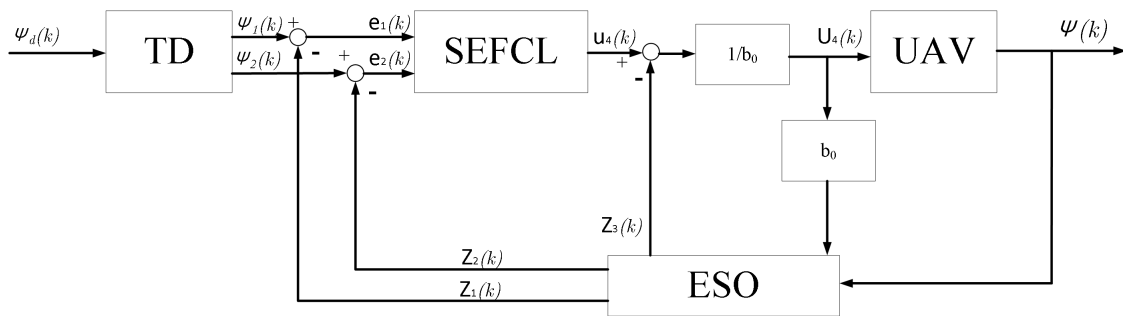 Ψd(k)
TD
Ψ1(k)
+
-
Ψ2(k)
+
-
e1(k)
e2(k)
SEFCL
u4(k)
+
-
1/b0
U4(k)
UAV
Ψ(k)
b0
Z3(k)
Z2(k)
Z1(k)
ESO